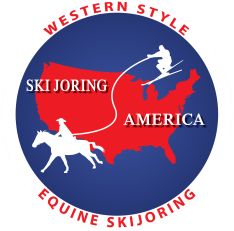 WESTERN STYLE
SKI JORING
AMERICA
EQUINE SKIJORING